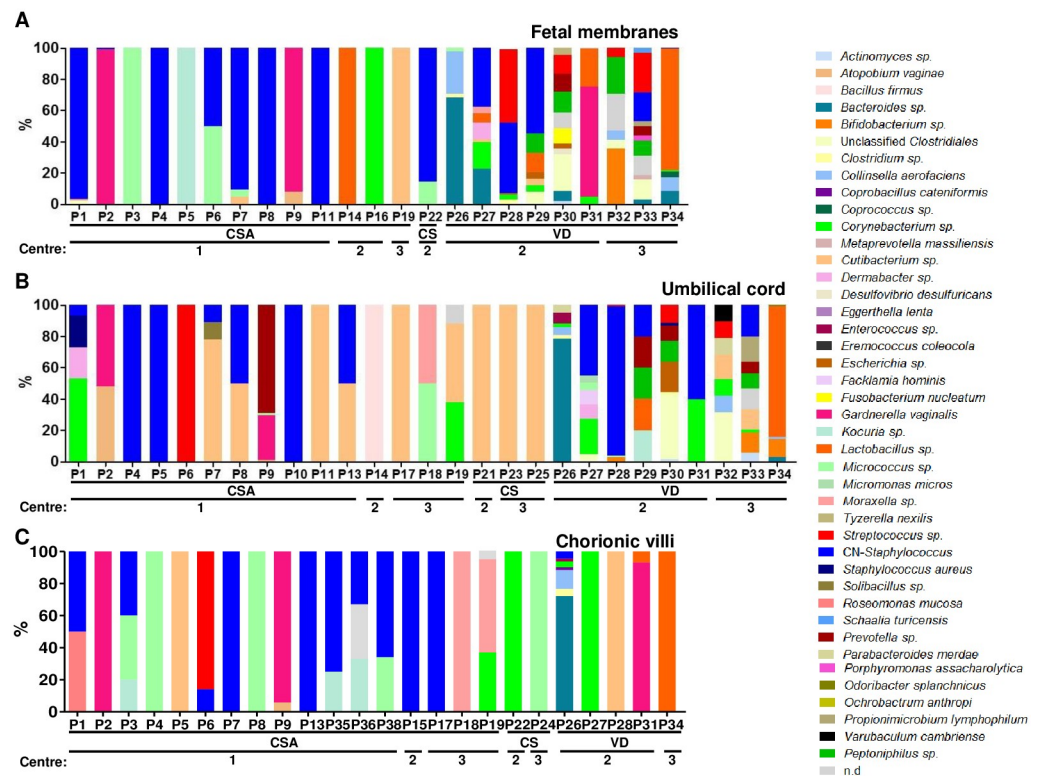 A
Fetal membranes
100
80
60
40
20
0
%
P1 P2 P3 P4 P5 P6 P7 P8 P9 P11 P14 P16 P19 P22 P26 P27 P28 P29 P30 P31 P32 P33 P34
CSA CS VD
Centre: 1 2 3 2 2 3
B
Umbilical cord
100
80
60
40
20
0
%
P1 P2 P4 P5 P6 P7 P8 P9 P10 P11 P13 P14 P17 P18 P19 P21 P23 P25 P26 P27 P28 P29 P30 P31 P32 P33 P34
CSA CS VD
Centre: 1 2 3 2 3 2 3
C
Chorionic villi
100
80
60
40
20
0
%
P1 P2 P3 P4 P5 P6 P7 P8 P9 P13 P35 P36 P38 P15 P17 P18 P19 P22 P24 P26 P27 P28 P31 P34
CSA CS VD
Centre: 1 2 3 2 3 2 3
Actinomyces sp.
Atopobium vaginae
Bacillus firmus
Bacteroides sp.
Bifidobacterium sp.
Unclassified Clostridiales
Clostridium sp.
Collinsella aerofaciens
Coprobacillus cateniformis
Coprococcus sp.
Corynebacterium sp.
Metaprevotella massiliensis
Cutibacterium sp.
Dermabacter sp.
Desulfovibrio desulfuricans
Eggerthella lenta
Enterococcus sp.
Eremococcus coleocola
Escherichia sp.
Facklamia hominis
Fusobacterium nucleatum
Gardnerella vaginalis
Kocuria sp.
Lactobacillus sp.
Micrococcus sp.
Micromonas micros
Moraxella sp.
Tyzerella nexilis
Streptococcus sp.
CN-Staphylococcus
Staphylococcus aureus
Solibacillus sp.
Roseomonas mucosa
Schaalia turicensis
Prevotella sp.
Parabacteroides merdae
Porphyromonas assacharolytica
Odoribacter splanchnicus
Ochrobactrum anthropi
Propionimicrobium lymphophilum
Varubaculum cambriense
Peptoniphilus sp.
n.d